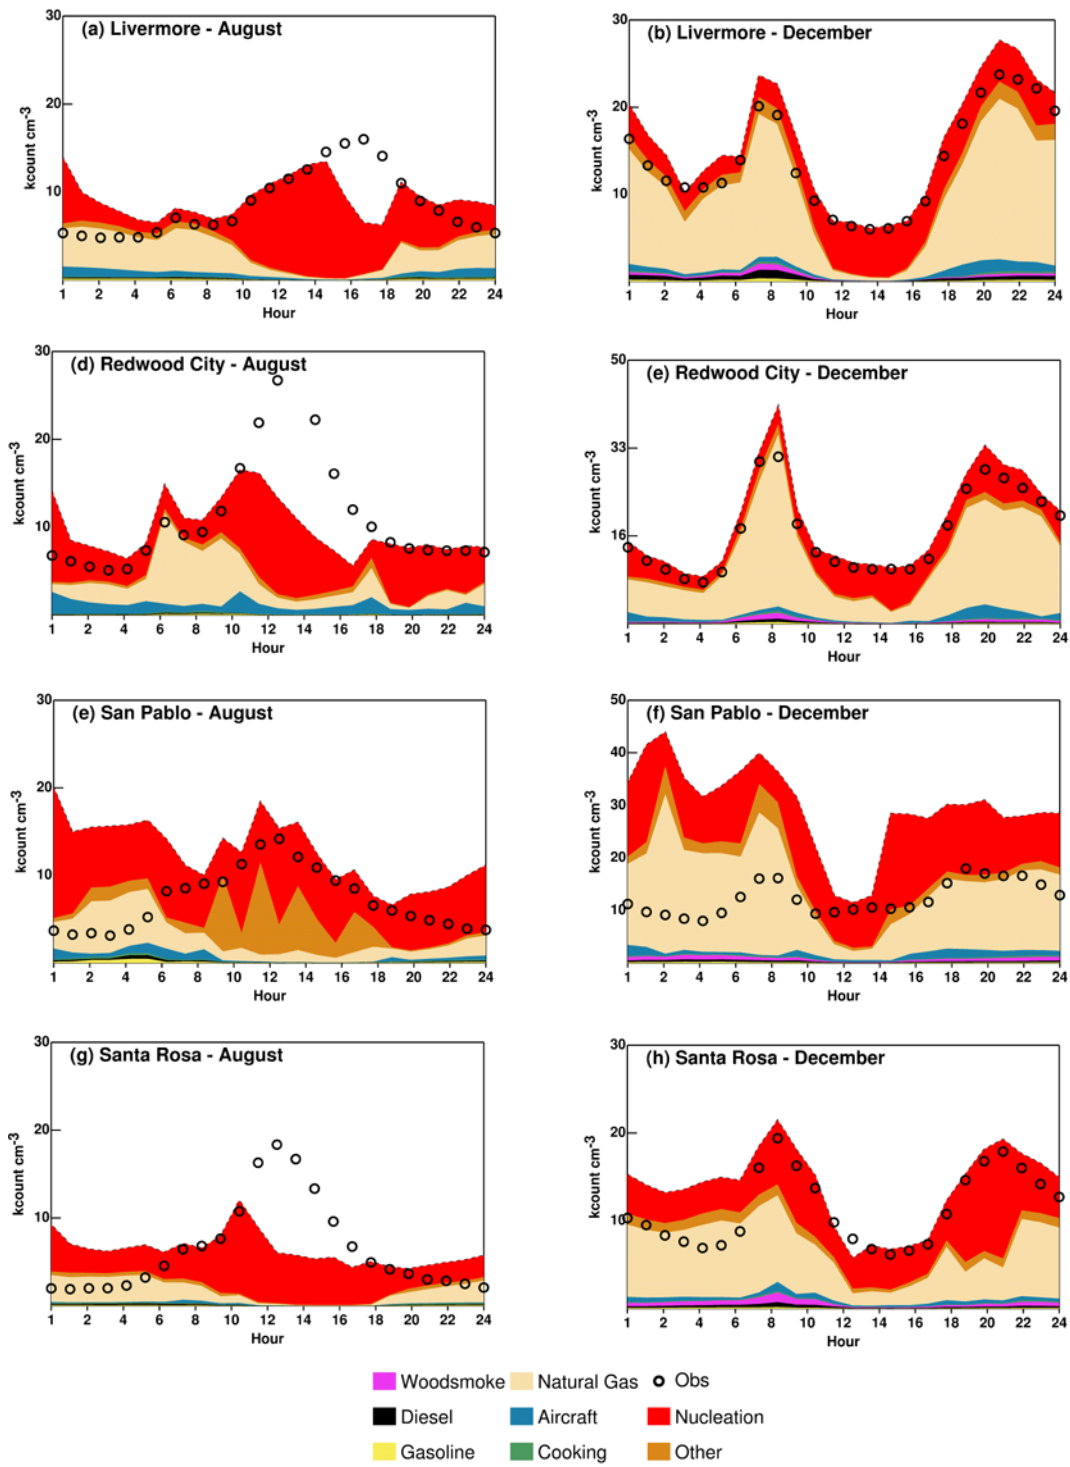 (a) Livermore - August
30
20
10
kcount cm-3
1 2 4 6 8 10 12 14 16 18 20 22 24
Hour
(b) Livermore - December
30
20
10
kcount cm-3
1 2 4 6 8 10 12 14 16 18 20 22 24
Hour
(d) Redwood City - August
30
20
10
kcount cm-3
1 2 4 6 8 10 12 14 16 18 20 22 24
Hour
(e) Redwood City - December
50
33
16
kcount cm-3
1 2 4 6 8 10 12 14 16 18 20 22 24
Hour
(e) San Pablo - August
30
20
10
kcount cm-3
1 2 4 6 8 10 12 14 16 18 20 22 24
Hour
(f) San Pablo - December
50
40
30
20
10
kcount cm-3
1 2 4 6 8 10 12 14 16 18 20 22 24
Hour
(g) Santa Rosa - August
30
20
10
kcount cm-3
1 2 4 6 8 10 12 14 16 18 20 22 24
Hour
(h) Santa Rosa - December
30
20
10
kcount cm-3
1 2 4 6 8 10 12 14 16 18 20 22 24
Hour
Woodsmoke Natural Gas Obs
Diesel Aircraft Nucleation
Gasoline Cooking Other